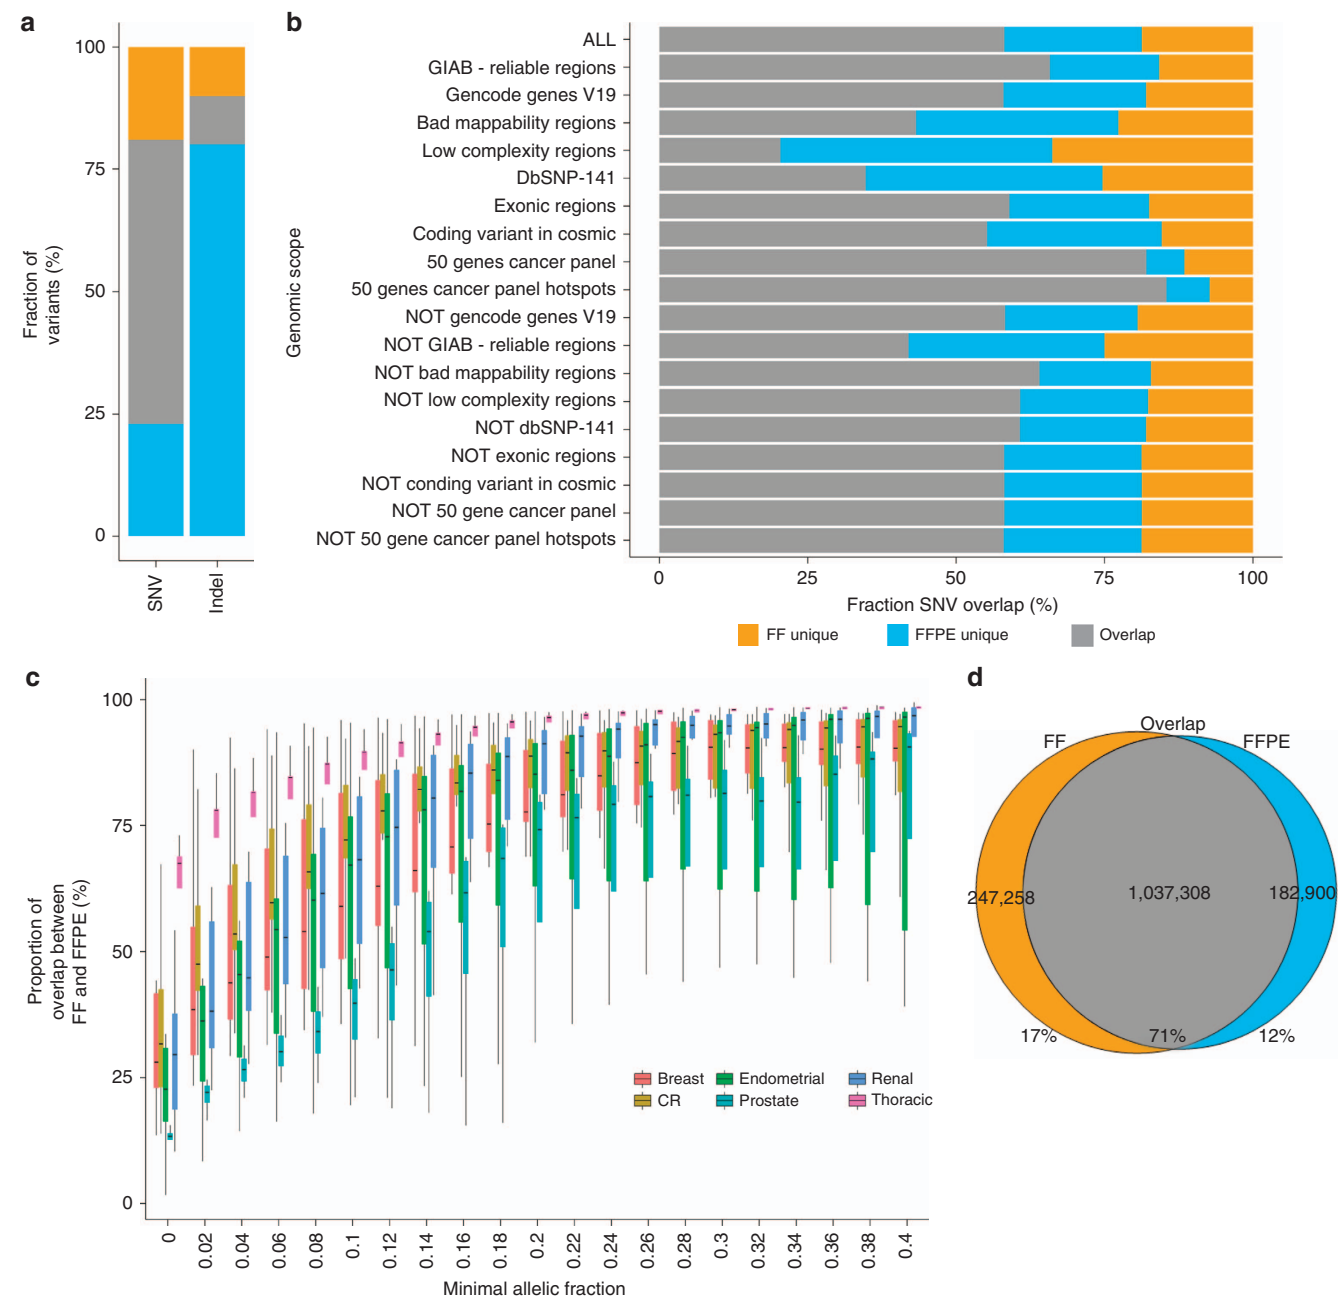 a
100
75
50
25
0
Fraction of
variants (%)
SNV
Indel
b
Genomic scope
ALL
GIAB - reliable regions
Gencode genes V19
Bad mappability regions
Low complexity regions
DbSNP-141
Exonic regions
Coding variant in cosmic
50 genes cancer panel
50 genes cancer panel hotspots
NOT gencode genes V19
NOT GIAB - reliable regions
NOT bad mappability regions
NOT low complexity regions
NOT dbSNP-141
NOT exonic regions
NOT conding variant in cosmic
NOT 50 gene cancer panel
NOT 50 gene cancer panel hotspots
0 25 50 75 100
Fraction SNV overlap (%)
FF unique FFPE unique Overlap
c
100
75
50
25
0
Proportion of
overlap between
FF and FFPE (%)
Breast Endometrial Renal
CR Prostate Thoracic
0 0.02 0.04 0.06 0.08 0.1 0.12 0.14 0.16 0.18 0.2 0.22 0.24 0.26 0.28 0.3 0.32 0.34 0.36 0.38 0.4
Minimal allelic fraction
d
Overlap
FF FFPE
247,258 1,037,308 182,900
17% 71% 12%